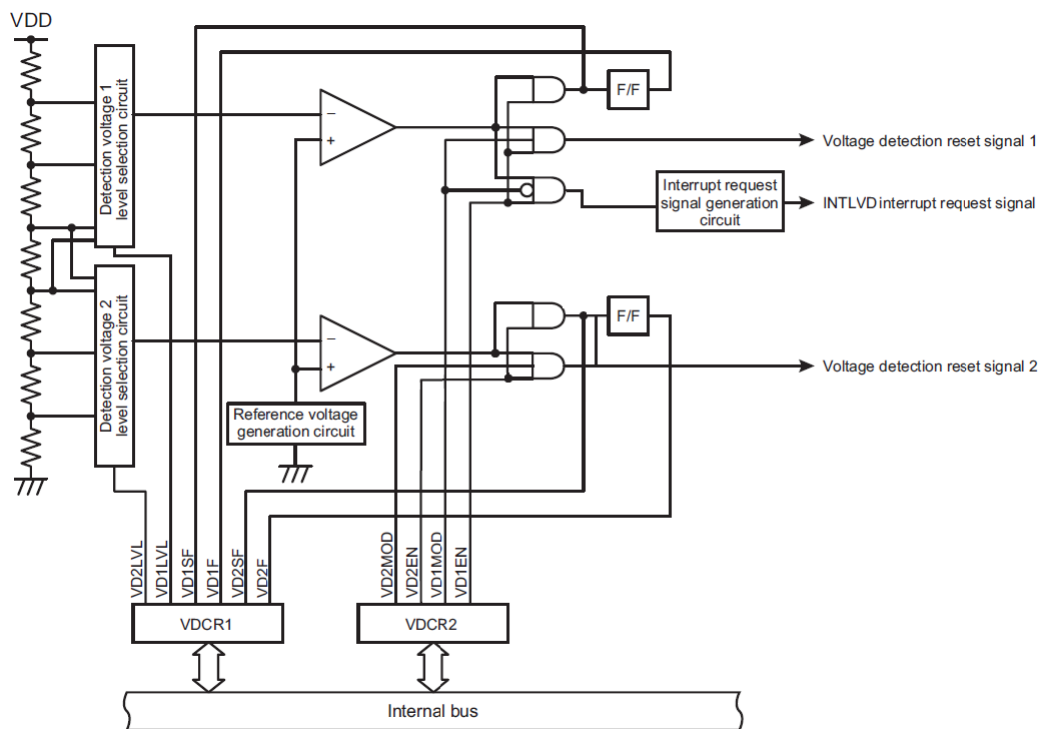 VDD
Detection voltage 1
level selection circuit
Detection voltage 2
level selection circuit
−
+
−
+
Reference voltage
generation circuit
F/F
Voltage detection reset signal 1
Interrupt request
signal generation
circuit
INTLVD interrupt request signal
F/F
Voltage detection reset signal 2
VD2LVL
VD1LVL
VD1SF
VD1F
VD2SF
VD2F
VD2MOD
VD2EN
VD1MOD
VD1EN
VDCR1
VDCR2
Internal bus